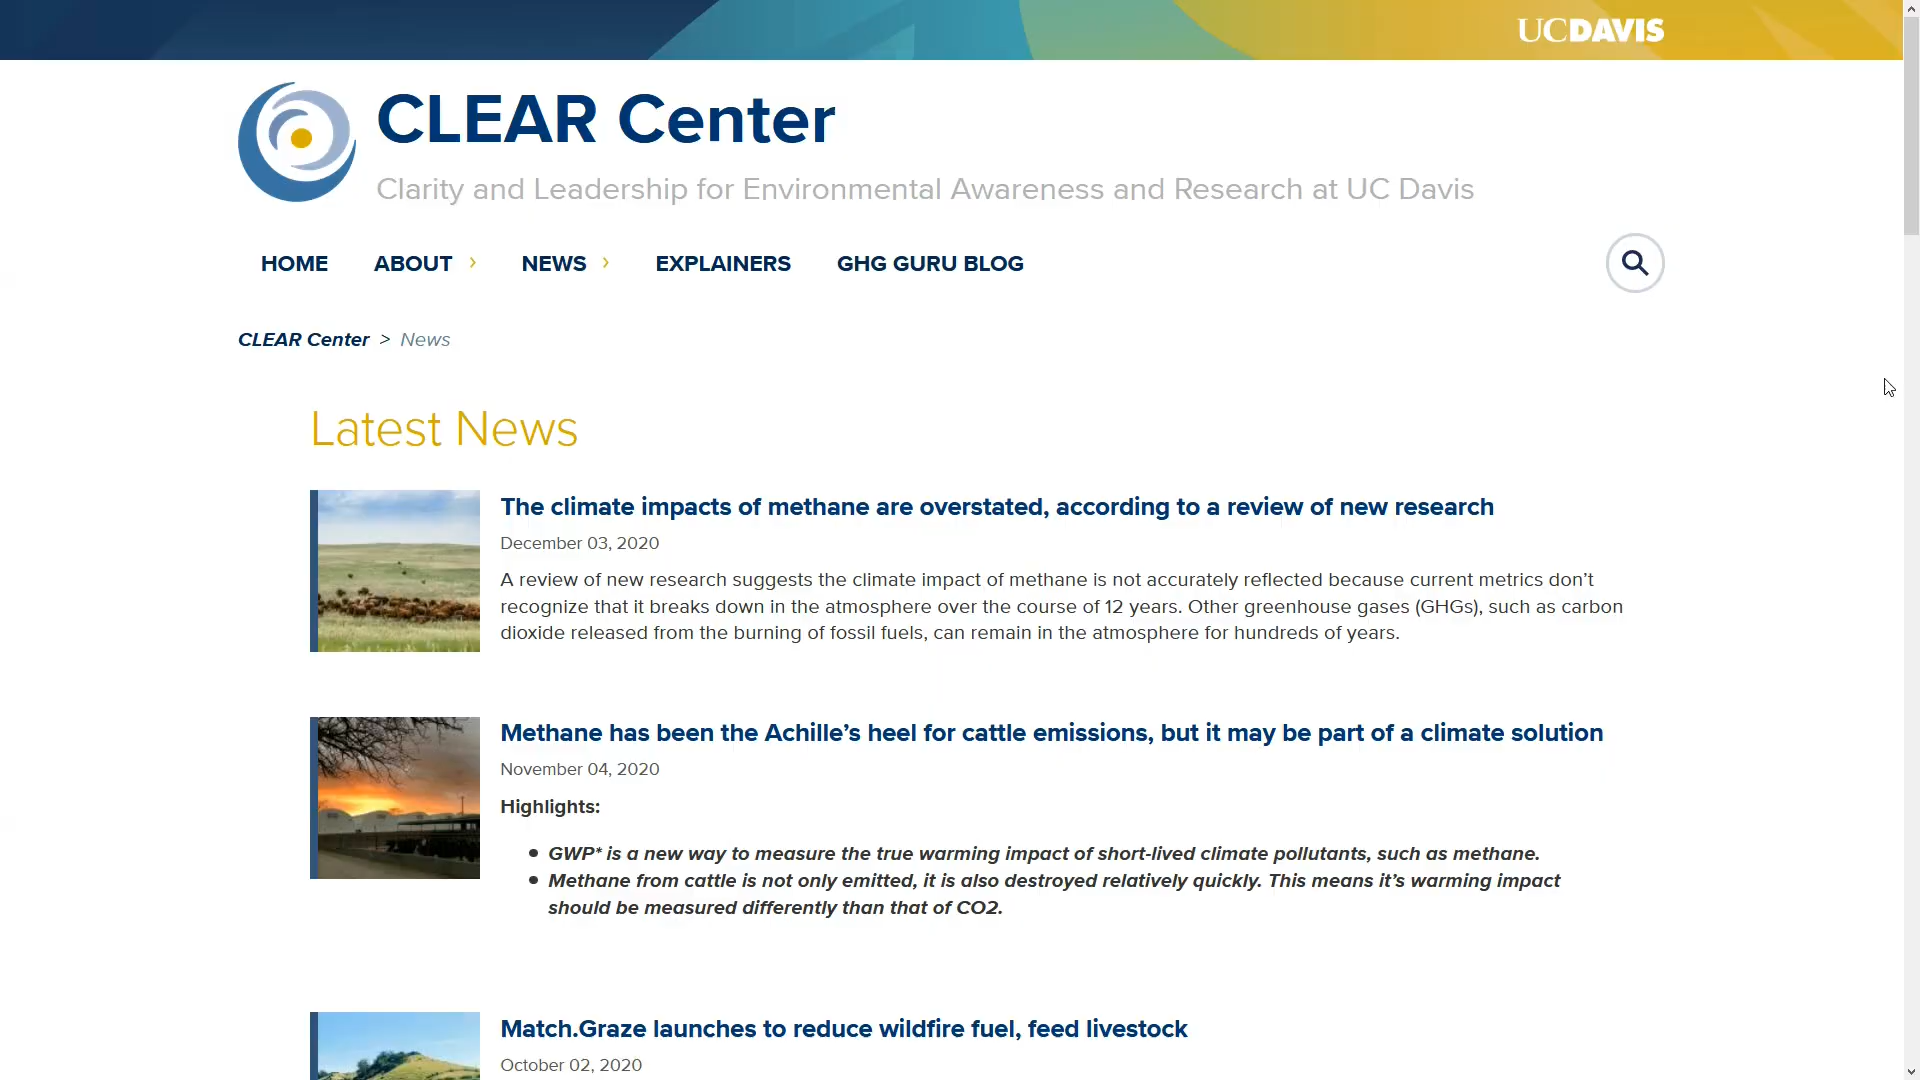 UCDAVIS
CLEAR Center
Clarity and Leadership for Environmental Awareness and Research at UC Davis
HOME ABOUT › NEWS › EXPLAINERS GHG GURU BLOG
CLEAR Center > News
Latest News
The climate impacts of methane are overstated, according to a review of new research
December 03, 2020
A review of new research suggests the climate impact of methane is not accurately reflected because current metrics don’t
recognize that it breaks down in the atmosphere over the course of 12 years. Other greenhouse gases (GHGs), such as carbon
dioxide released from the burning of fossil fuels, can remain in the atmosphere for hundreds of years.
Methane has been the Achille’s heel for cattle emissions, but it may be part of a climate solution
November 04, 2020
Highlights:
• GWP* is a new way to measure the true warming impact of short-lived climate pollutants, such as methane.
• Methane from cattle is not only emitted, it is also destroyed relatively quickly. This means it’s warming impact
should be measured differently than that of CO2.
Match.Graze launches to reduce wildfire fuel, feed livestock
October 02, 2020